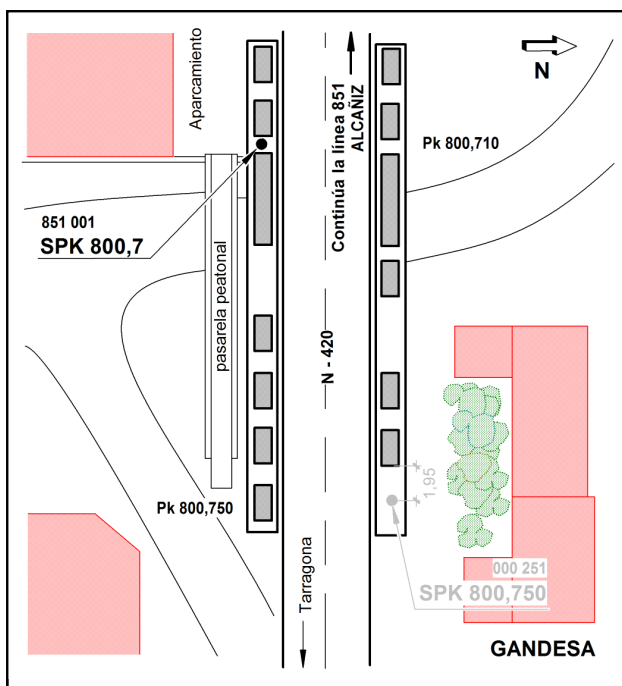 Aparcamiento
Continúa la línea 851
ALCAÑIZ
N
Pk 800,710
851 001
SPK 800,7
pasarela peatonal
N - 420
1,95
Pk 800,750
000 251
SPK 800,750
Tarragona
GANDESA